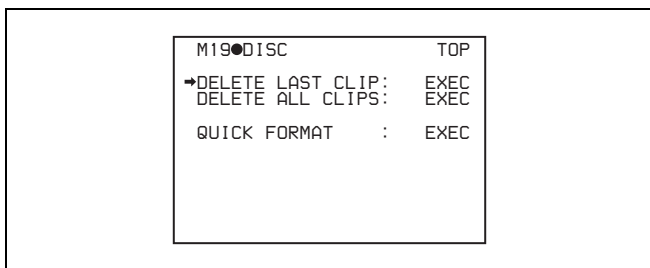 M19●DISC TOP
➡DELETE LAST CLIP: EXEC
DELETE ALL CLIPS: EXEC
QUICK FORMAT : EXEC